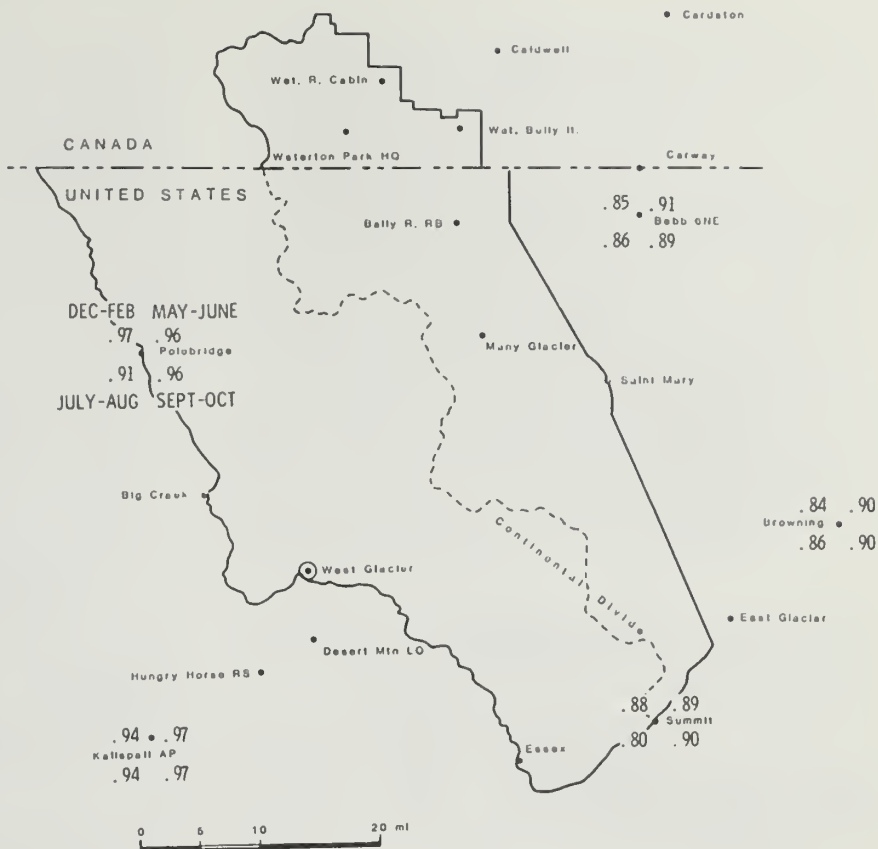 Cardston
Caldwell
Wat. R. Cabin
Wat. Bully It.
CANADA
Waterton Park HQ
Carway
UNITED STATES
.85 .91
Babb 6NE
.86 .89
Bally R. RB
DEC-FEB MAY-JUNE
.97 .96
Polebridge
.91 .96
JULY-AUG SEPT-OCT
Many Glacier
Saint Mary
Big Creek
.84 .90
Browning
.86 .90
Continental Divide
West Glacier
East Glacier
Desert Mtn LO
Hungry Horse RS
.88 .89
Summit
.80 .90
.94 .97
Kalispell AP
.94 .97
Essex
0 5 10 20 mi